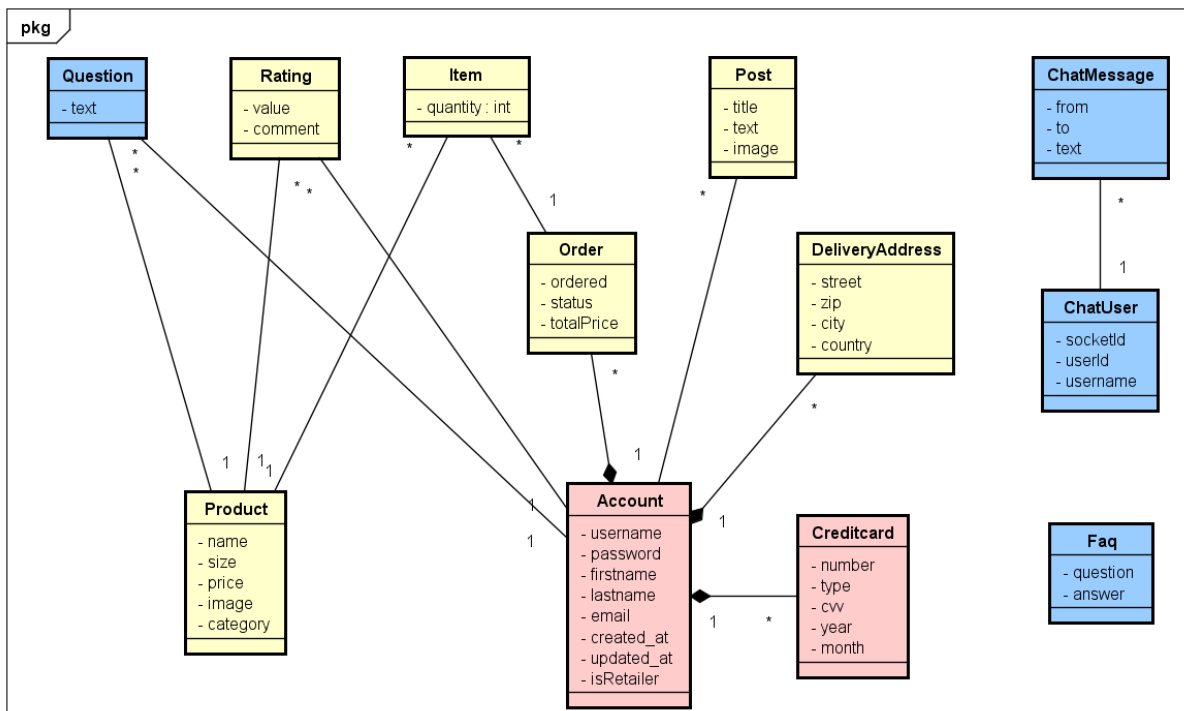 pkg
Question
- text
Rating
- value
- comment
Item
- quantity : int
Post
- title
- text
- image
ChatMessage
- from
- to
- text
*
*
*
*
*
*
*
*
1
Order
- ordered
- status
- totalPrice
DeliveryAddress
- street
- zip
- city
- country
1
ChatUser
- socketId
- userId
- username
*
*
1
1
1
1
Product
- name
- size
- price
- image
- category
1
1
1
Account
- username
- password
- firstname
- lastname
- email
- created_at
- updated_at
- isRetailer
1
*
Creditcard
- number
- type
- cvv
- year
- month
Faq
- question
- answer